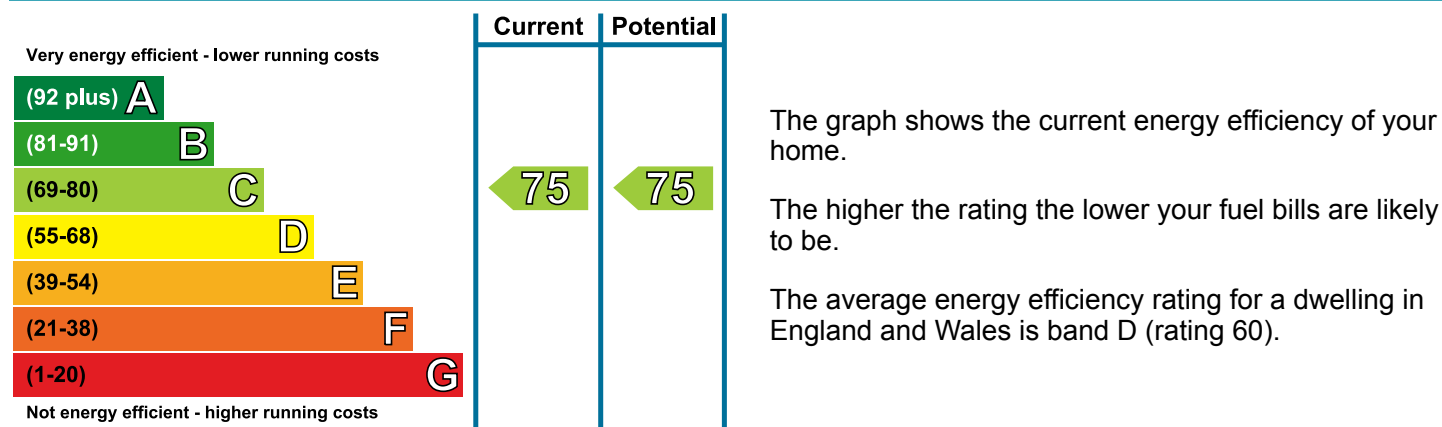 Current Potential
Very energy efficient - lower running costs
(92 plus) A
(81-91) B
(69-80) C
75 75
(55-68) D
(39-54) E
(21-38) F
(1-20) G
Not energy efficient - higher running costs
The graph shows the current energy efficiency of your
home.
The higher the rating the lower your fuel bills are likely
to be.
The average energy efficiency rating for a dwelling in
England and Wales is band D (rating 60).